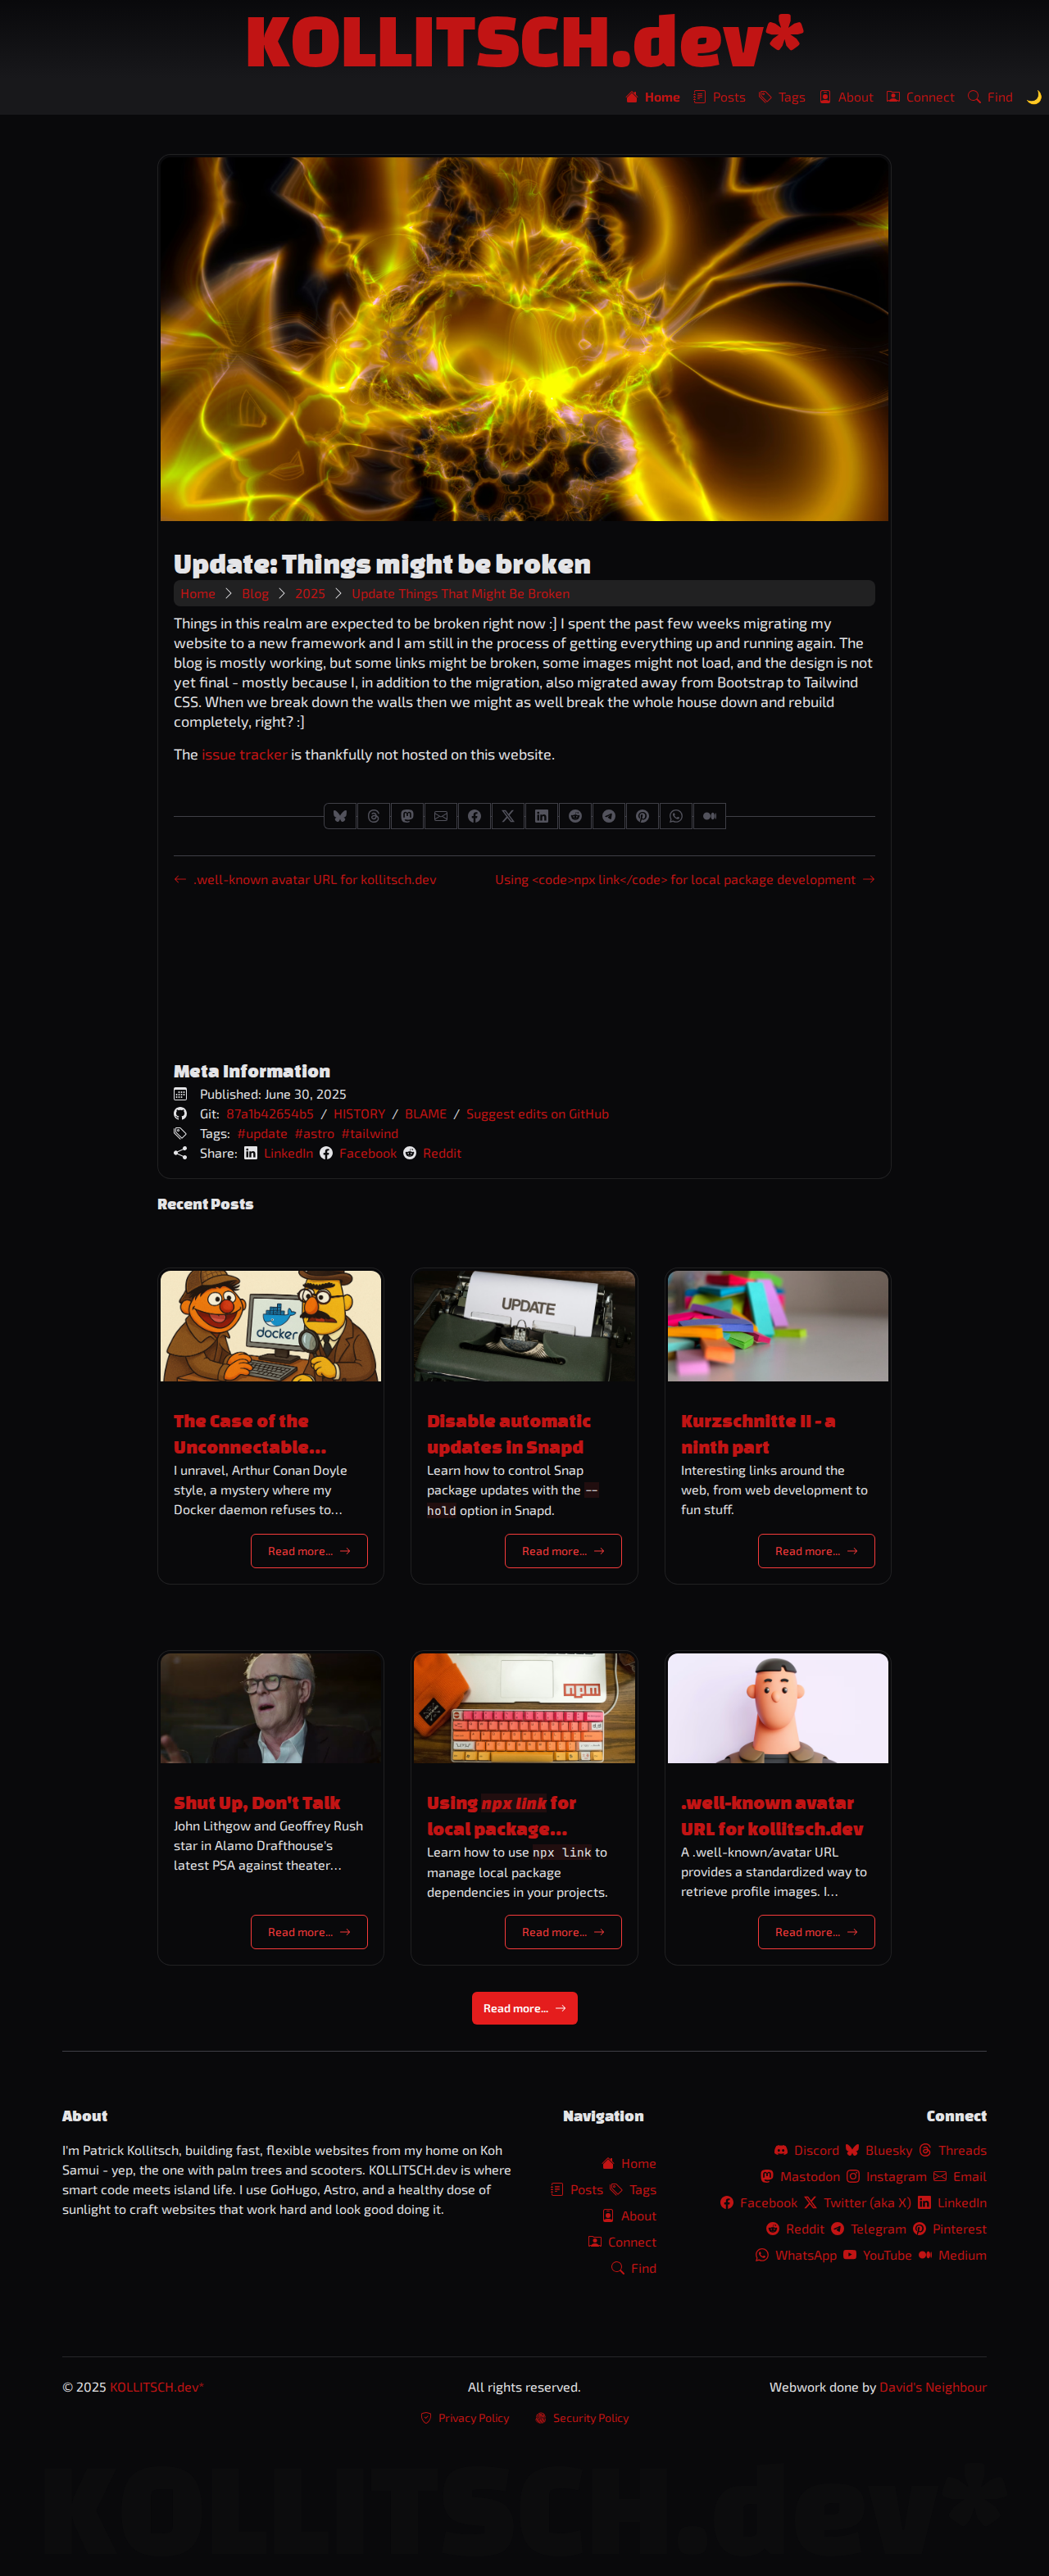 KOLLITSCH.dev*
Home Posts Tags About Connect Find
Update: Things might be broken
Home Blog 2025 Update Things That Might Be Broken
Things in this realm are expected to be broken right now :] I spent the past few weeks migrating my
website to a new framework and I am still in the process of getting everything up and running again. The
blog is mostly working, but some links might be broken, some images might not load, and the design is not
yet final - mostly because I, in addition to the migration, also migrated away from Bootstrap to Tailwind
CSS. When we break down the walls then we might as well break the whole house down and rebuild
completely, right? :]
The issue tracker is thankfully not hosted on this website.
.well-known avatar URL for kollitsch.dev
Using <code>npx link</code> for local package development
Meta Information
Published: June 30, 2025
Git: 87a1b42654b5 / HISTORY / BLAME / Suggest edits on GitHub
Tags: #update #astro #tailwind
Share: LinkedIn Facebook Reddit
Recent Posts
docker
The Case of the
Unconnectable...
I unravel, Arthur Conan Doyle
style, a mystery where my
Docker daemon refuses to...
Read more...
UPDATE
Disable automatic
updates in Snapd
Learn how to control Snap
package updates with the --
hold option in Snapd.
Read more...
Kurzschnitte II - a
ninth part
Interesting links around the
web, from web development to
fun stuff.
Read more...
Shut Up, Don't Talk
John Lithgow and Geoffrey Rush
star in Alamo Drafthouse's
latest PSA against theater...
Read more...
npm
Using npx link for
local package...
Learn how to use npx link to
manage local package
dependencies in your projects.
Read more...
.well-known avatar
URL for kollitsch.dev
A .well-known/avatar URL
provides a standardized way to
retrieve profile images. I...
Read more...
Read more...
About
I'm Patrick Kollitsch, building fast, flexible websites from my home on Koh
Samui - yep, the one with palm trees and scooters. KOLLITSCH.dev is where
smart code meets island life. I use GoHugo, Astro, and a healthy dose of
sunlight to craft websites that work hard and look good doing it.
Navigation
Home
Posts Tags
About
Connect
Find
Connect
Discord Bluesky Threads
Mastodon Instagram Email
Facebook Twitter (aka X) LinkedIn
Reddit Telegram Pinterest
WhatsApp YouTube Medium
© 2025 KOLLITSCH.dev*
All rights reserved.
Webwork done by David's Neighbour
Privacy Policy Security Policy
KOLLITSCH.dev*